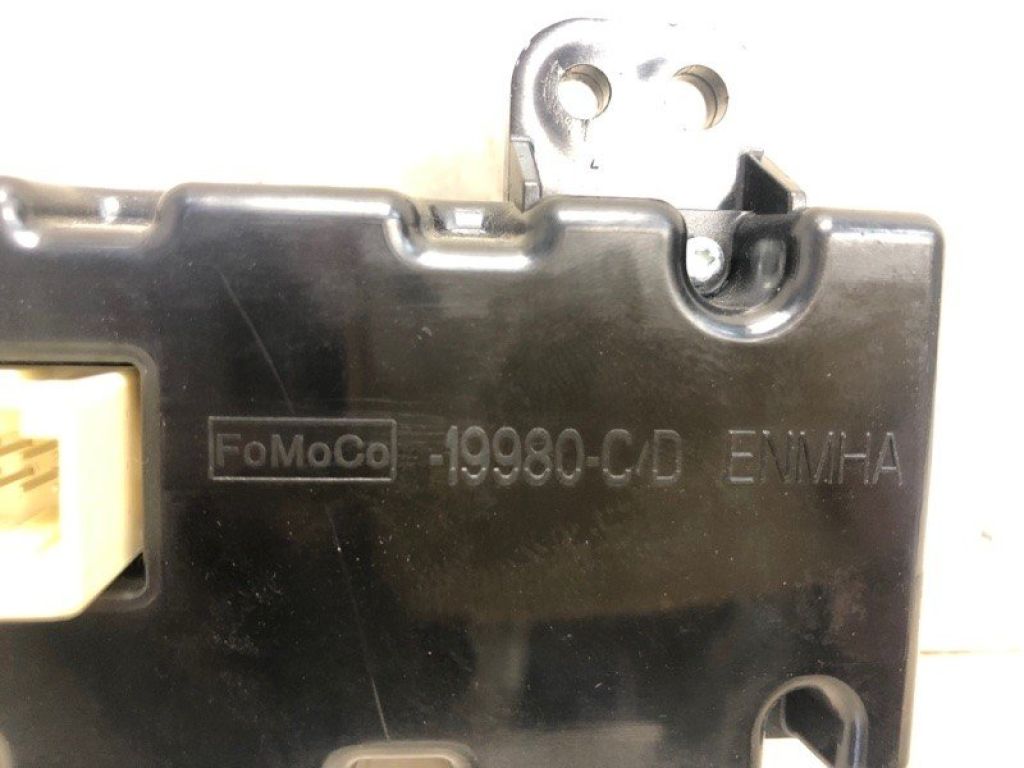 L
FoMoCo -19980-C/D ENMHA